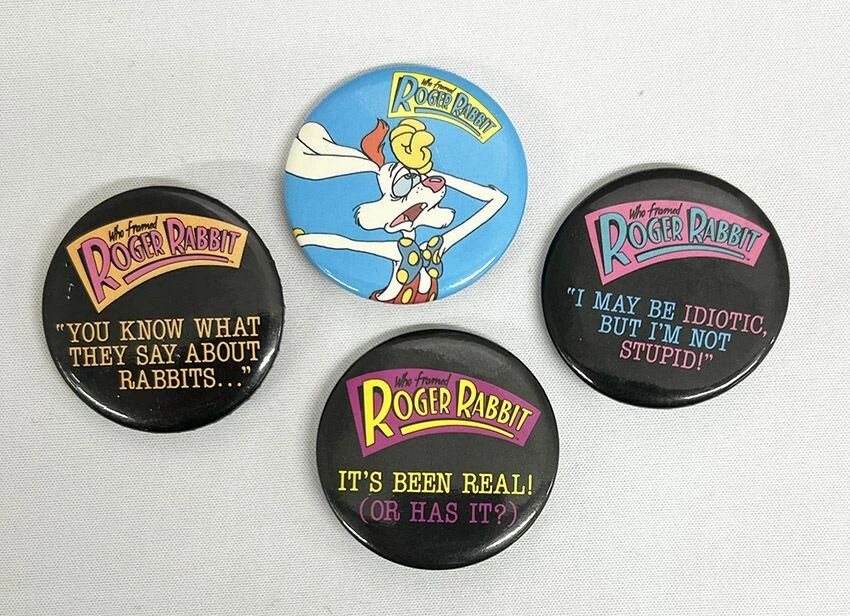 Who framed
ROGER RABBIT
Who framed
ROGER RABBIT
"YOU KNOW WHAT
THEY SAY ABOUT
RABBITS..."
Who framed
ROGER RABBIT
"I MAY BE IDIOTIC,
BUT I'M NOT
STUPID!"
Who framed
ROGER RABBIT
IT'S BEEN REAL!
(OR HAS IT?)